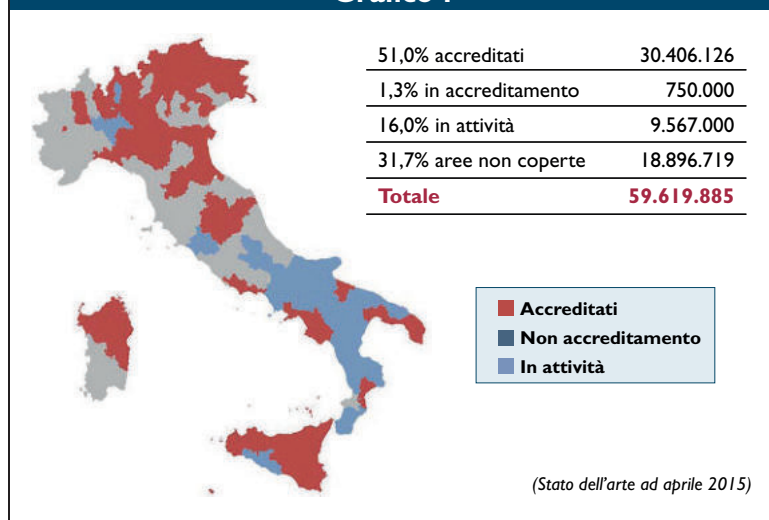 51,0% accreditati 30.406.126
1,3% in accreditamento 750.000
16,0% in attività 9.567.000
31,7% aree non coperte 18.896.719
Totale 59.619.885
Accreditati
Non accreditamento
In attività
(Stato dell'arte ad aprile 2015)